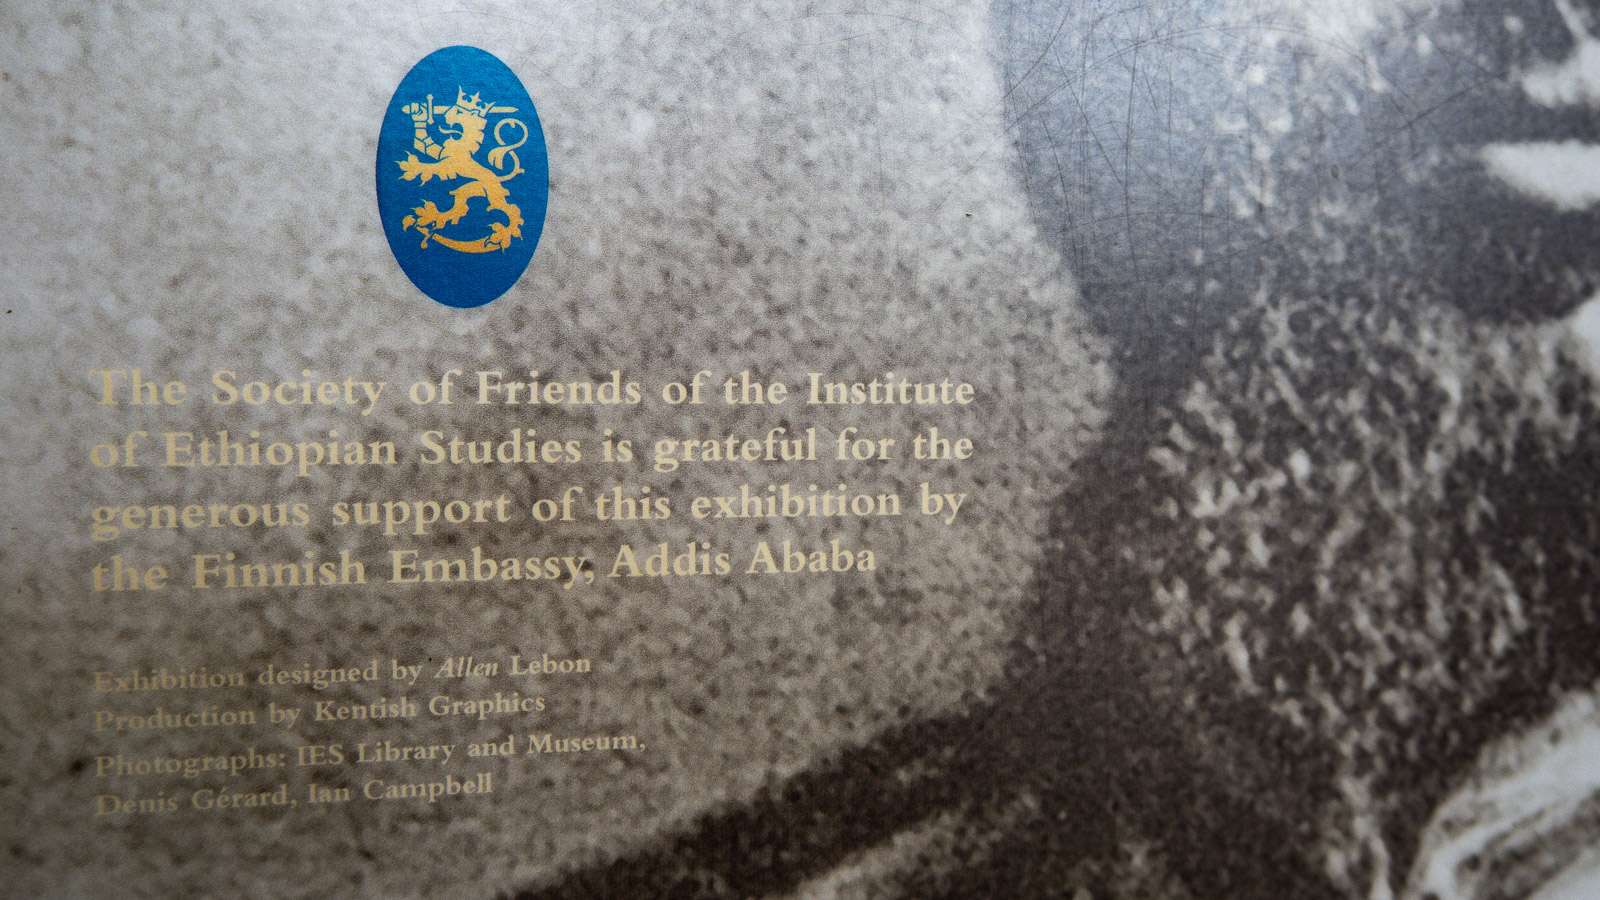 The Society of Friends of the Institute
of Ethiopian Studies is grateful for the
generous support of this exhibition by
the Finnish Embassy, Addis Ababa
Exhibition designed by Allen Lebon
Production by Kentish Graphics
Photographs: IES Library and Museum,
Denis Gérard, Ian Campbell